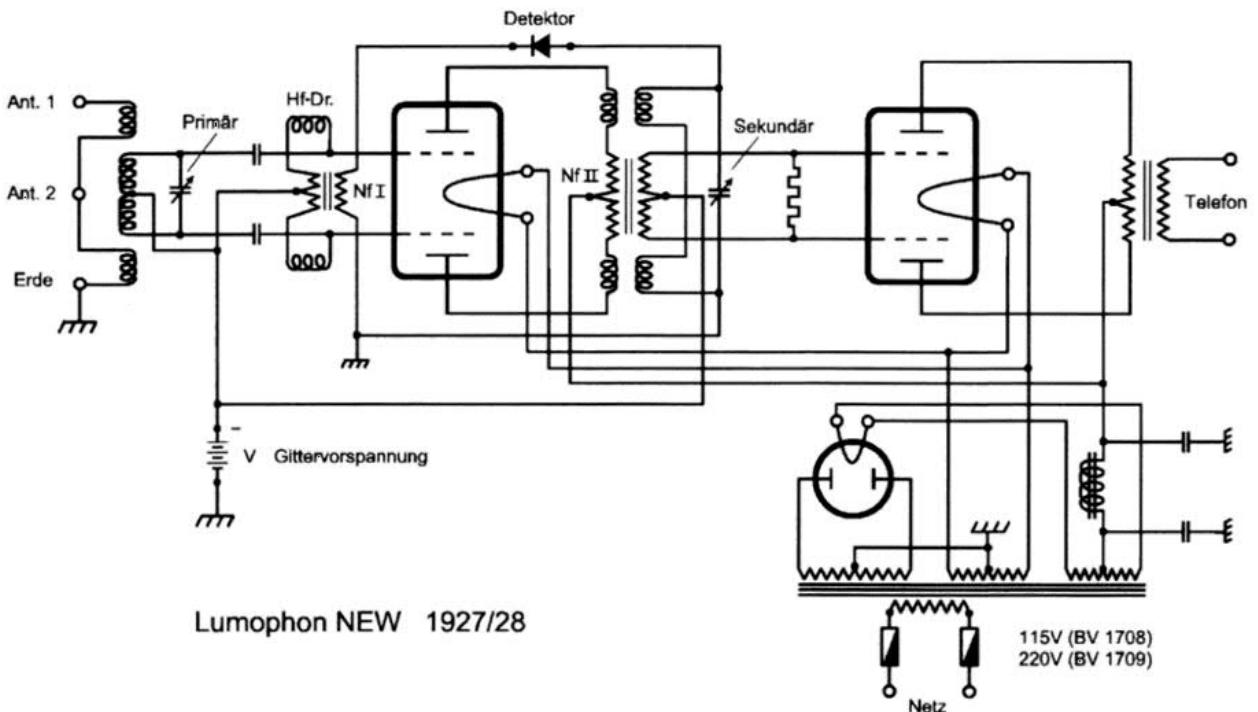 Detektor
Ant. 1
Hf-Dr.
Primär
Sekundär
Nf I
Nf II
Ant. 2
Telefon
Erde
-
V Gittervorspannung
Lumophon NEW 1927/28
115V (BV 1708)
220V (BV 1709)
Netz